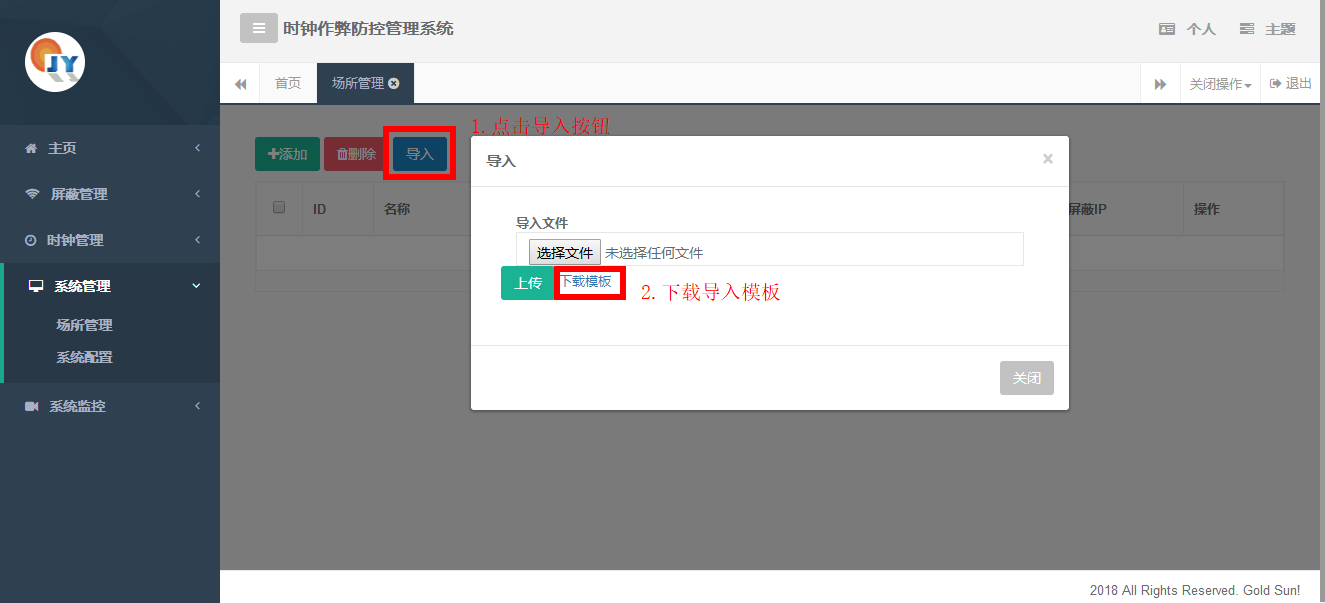 时钟作弊防控管理系统
个人
主题
JY
首页
场所管理
关闭操作
退出
主页
屏蔽管理
时钟管理
系统管理
场所管理
系统配置
系统监控
1.点击导入按钮
添加
删除
导入
ID
名称
屏蔽IP
操作
导入
×
导入文件
选择文件 未选择任何文件
上传
下载模板
2.下载导入模板
关闭
2018 All Rights Reserved. Gold Sun!